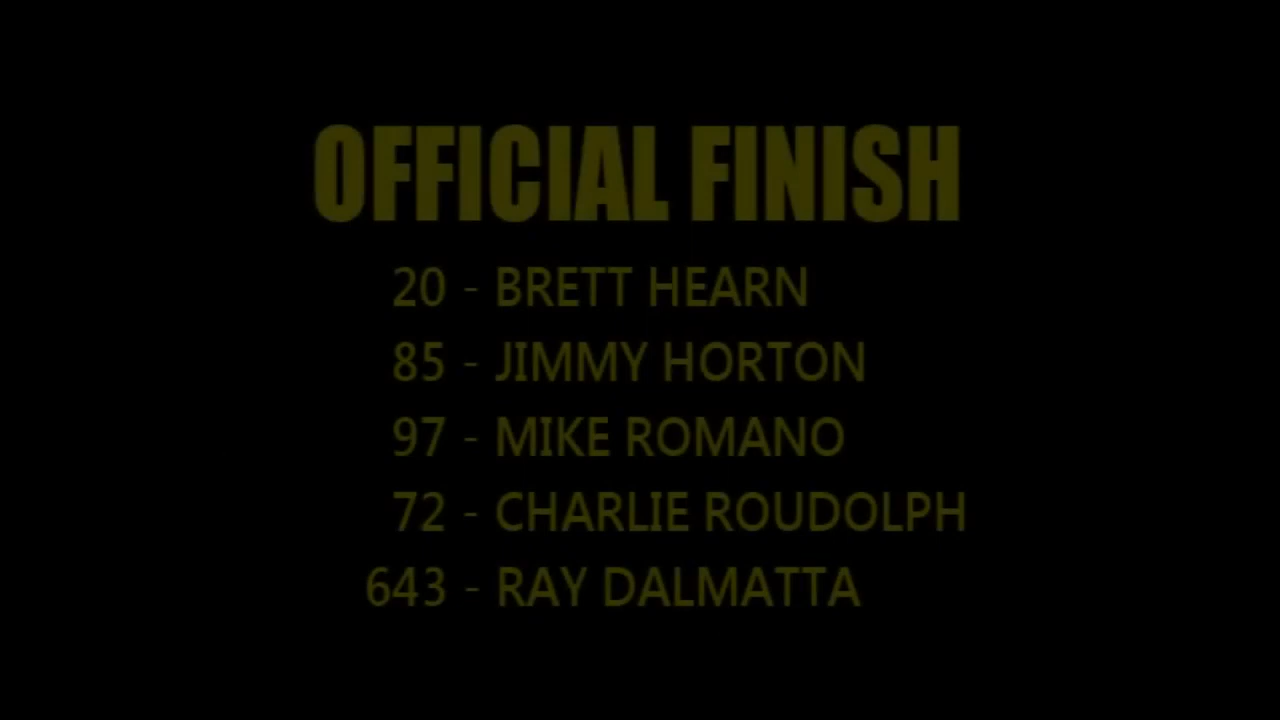 OFFICIAL FINISH
20 - BRETT HEARN
85 - JIMMY HORTON
97 - MIKE ROMANO
72 - CHARLIE ROUDOLPH
643 - RAY DALMATTA